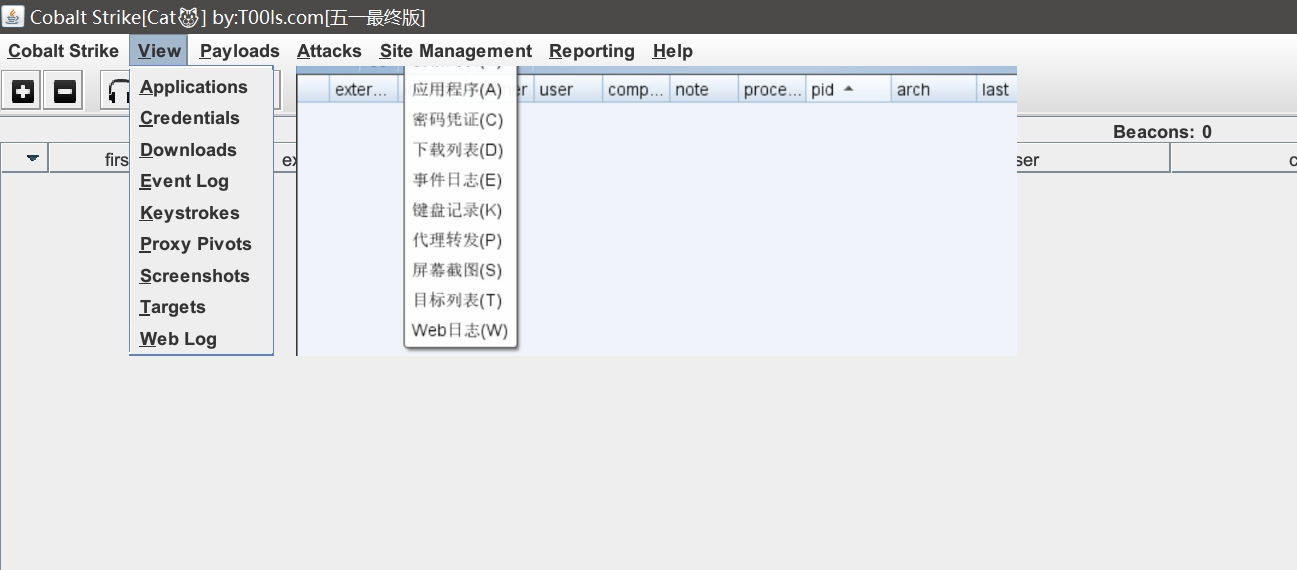 Cobalt Strike[Cat😼] by:T00ls.com[五一最终版]
Cobalt Strike View Payloads Attacks Site Management Reporting Help
Applications
Credentials
Downloads
Event Log
Keystrokes
Proxy Pivots
Screenshots
Targets
Web Log
exter... er user comp... note proce... pid arch last
应用程序(A)
密码凭证(C)
下载列表(D)
事件日志(E)
键盘记录(K)
代理转发(P)
屏幕截图(S)
目标列表(T)
Web日志(W)
Beacons: 0
firs ex ser c